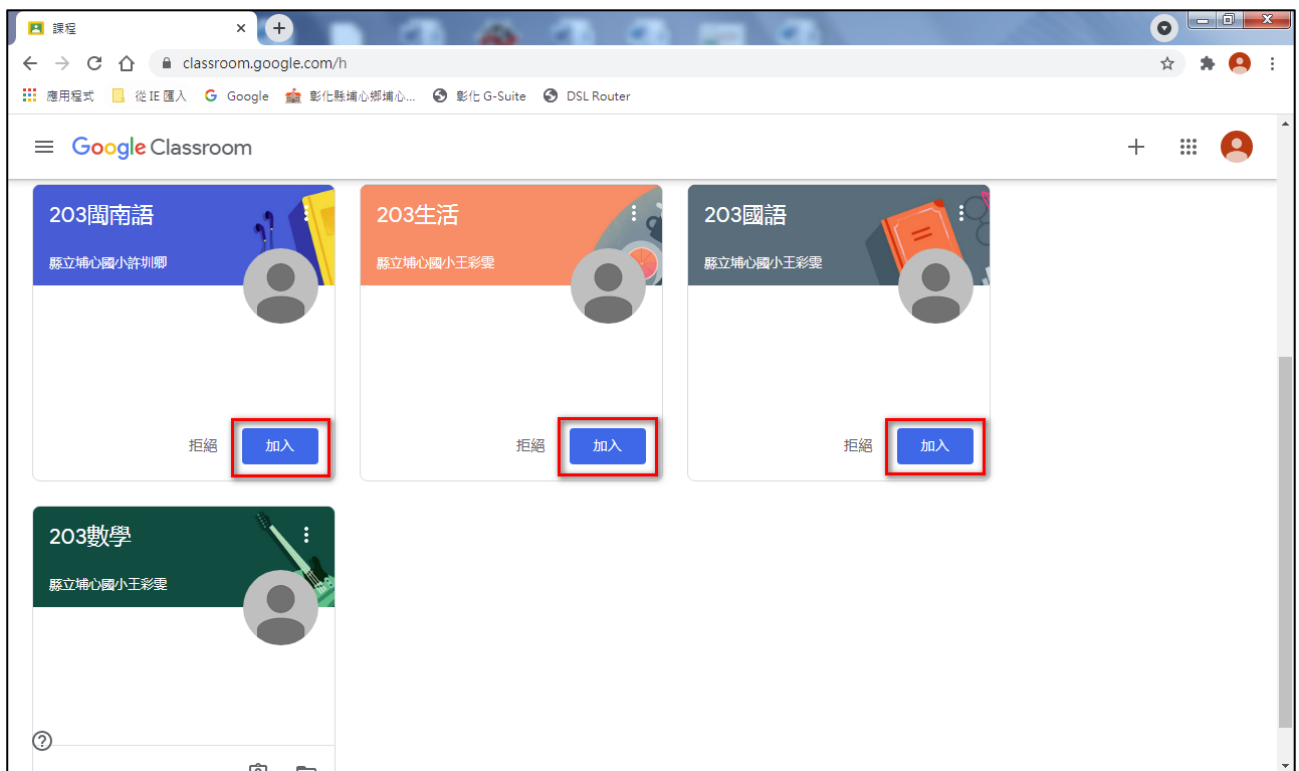 課程
classroom.google.com/h
應用程式 從 IE 匯入 Google 彰化縣埔心鄉埔心... 彰化 G-Suite DSL Router
Google Classroom
203閩南語
縣立埔心國小許圳卿
拒絕 加入
203生活
縣立埔心國小王彩雯
拒絕 加入
203國語
縣立埔心國小王彩雯
拒絕 加入
203數學
縣立埔心國小王彩雯